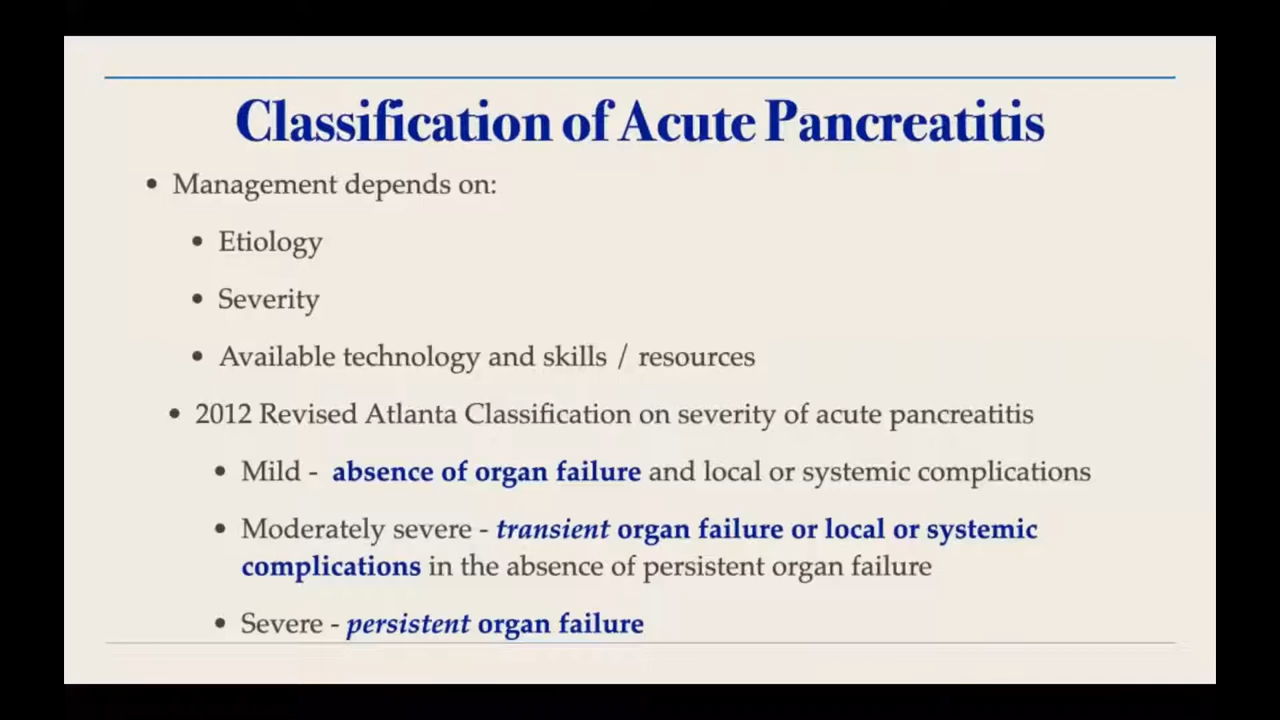 Classification of Acute Pancreatitis
• Management depends on:
• Etiology
• Severity
• Available technology and skills / resources
• 2012 Revised Atlanta Classification on severity of acute pancreatitis
• Mild - absence of organ failure and local or systemic complications
• Moderately severe - transient organ failure or local or systemic
complications in the absence of persistent organ failure
• Severe - persistent organ failure